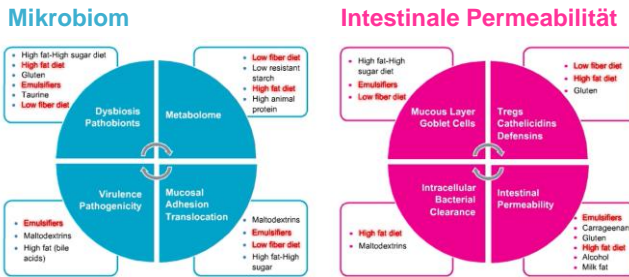 Mikrobiom
High fat-High sugar diet
High fat diet
Gluten
Emulsifiers
Taurine
Low fiber diet
Low fiber diet
Low resistant
starch
High fat diet
High animal
protein
Dysbiosis
Pathobionts
Metabolome
Virulence
Pathogenicity
Mucosal
Adhesion
Translocation
Emulsifiers
Maltodextrins
High fat (bile
acids)
Maltodextrins
Emulsifiers
Low fiber diet
High fat-High
sugar
Intestinale Permeabilität
High fat-High
sugar diet
Emulsifiers
Low fiber diet
Low fiber diet
High fat diet
Gluten
Mucous Layer
Goblet Cells
Tregs
Cathelicidins
Defensins
Intracellular
Bacterial
Clearance
Intestinal
Permeability
High fat diet
Maltodextrins
Emulsifiers
Carrageenan
Gluten
High fat diet
Alcohol
Milk fat